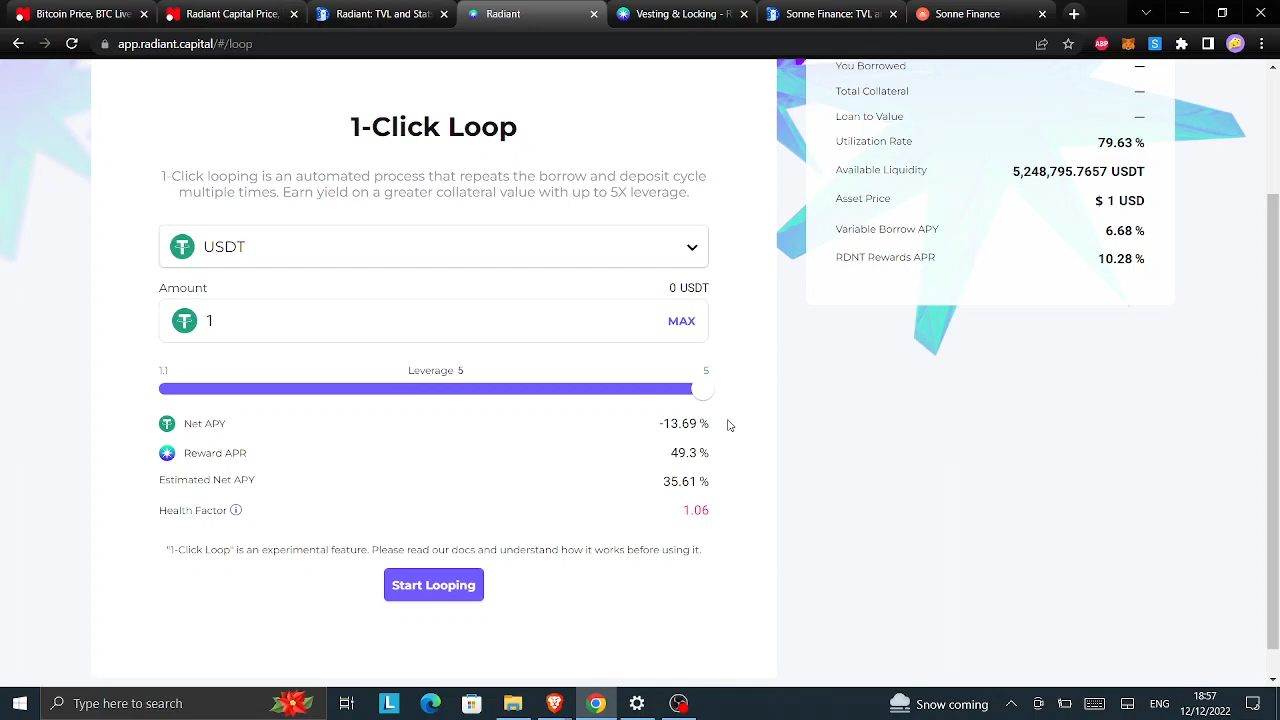 Bitcoin Price, BTC Live
Radiant Capital Price,
Radiant: TVL and Stat
Radiant
Vesting & Locking - R
Sonne Finance: TVL a
Sonne Finance
app.radiant.capital/#/loop
ABP
S
1-Click Loop
1-Click looping is an automated process that repeats the borrow and deposit cycle
multiple times. Earn yield on a greater collateral value with up to 5X leverage.
USDT
Amount 0 USDT
1 MAX
1.1 Leverage 5 5
Net APY -13.69 %
Reward APR 49.3 %
Estimated Net APY 35.61 %
Health Factor 1.06
"1-Click Loop" is an experimental feature. Please read our docs and understand how it works before using it.
Start Looping
You Borrowed —
Total Collateral —
Loan to Value —
Utilization Rate 79.63 %
Available Liquidity 5,248,795.7657 USDT
Asset Price $ 1 USD
Variable Borrow APY 6.68 %
RDNT Rewards APR 10.28 %
Type here to search
L
Snow coming
ENG
18:57
12/12/2022